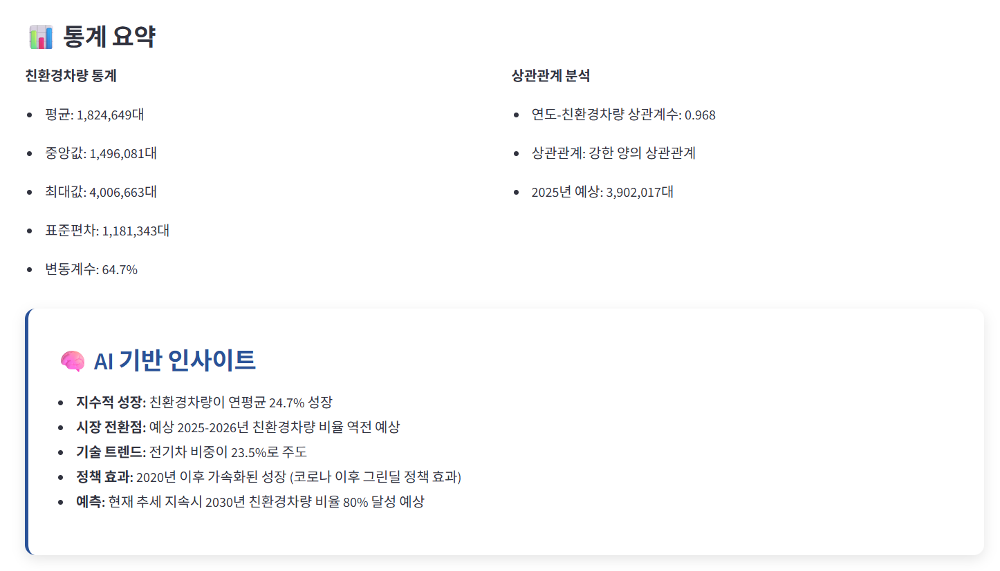 통계 요약
친환경차량 통계
평균: 1,824,649대
중앙값: 1,496,081대
최대값: 4,006,663대
표준편차: 1,181,343대
변동계수: 64.7%
상관관계 분석
연도-친환경차량 상관계수: 0.968
상관관계: 강한 양의 상관관계
2025년 예상: 3,902,017대
AI 기반 인사이트
지수적 성장: 친환경차량이 연평균 24.7% 성장
시장 전환점: 예상 2025-2026년 친환경차량 비율 역전 예상
기술 트렌드: 전기차 비중이 23.5%로 주도
정책 효과: 2020년 이후 가속화된 성장 (코로나 이후 그린딜 정책 효과)
예측: 현재 추세 지속시 2030년 친환경차량 비율 80% 달성 예상